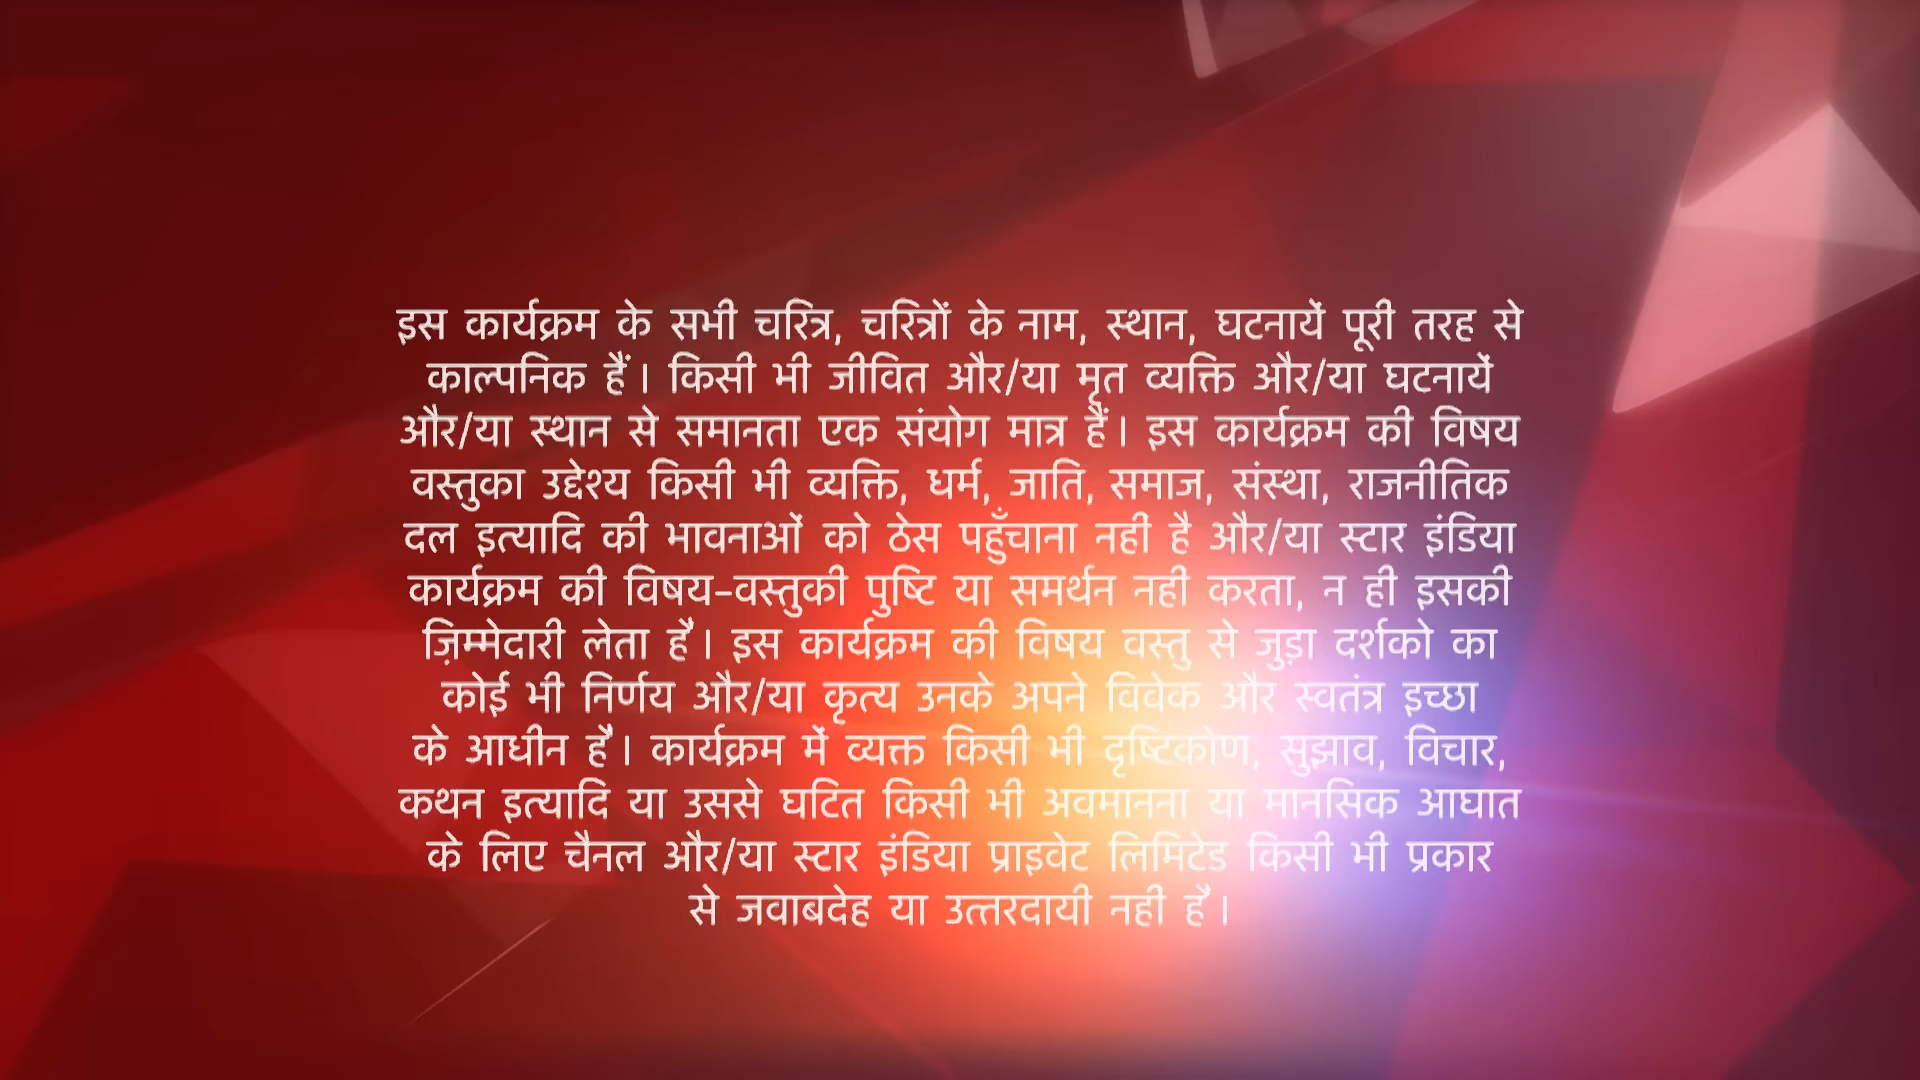 इस कार्यक्रम के सभी चरित्र, चरित्रों के नाम, स्थान, घटनायें पूरी तरह से
काल्पनिक हैं। किसी भी जीवित और/या मृत व्यक्ति और/या घटनायें
और/या स्थान से समानता एक संयोग मात्र हैं। इस कार्यक्रम की विषय
वस्तुका उद्देश्य किसी भी व्यक्ति, धर्म, जाति, समाज, संस्था, राजनीतिक
दल इत्यादि की भावनाओं को ठेस पहुँचाना नही है और/या स्टार इंडिया
कार्यक्रम की विषय-वस्तुकी पुष्टि या समर्थन नही करता, न ही इसकी
ज़िम्मेदारी लेता है। इस कार्यक्रम की विषय वस्तु से जुड़ा दर्शको का
कोई भी निर्णय और/या कृत्य उनके अपने विवेक और स्वतंत्र इच्छा
के आधीन है। कार्यक्रम में व्यक्त किसी भी दृष्टिकोण, सुझाव, विचार,
कथन इत्यादि या उससे घटित किसी भी अवमानना या मानसिक आघात
के लिए चैनल और/या स्टार इंडिया प्राइवेट लिमिटेड किसी भी प्रकार
से जवाबदेह या उत्तरदायी नही है।